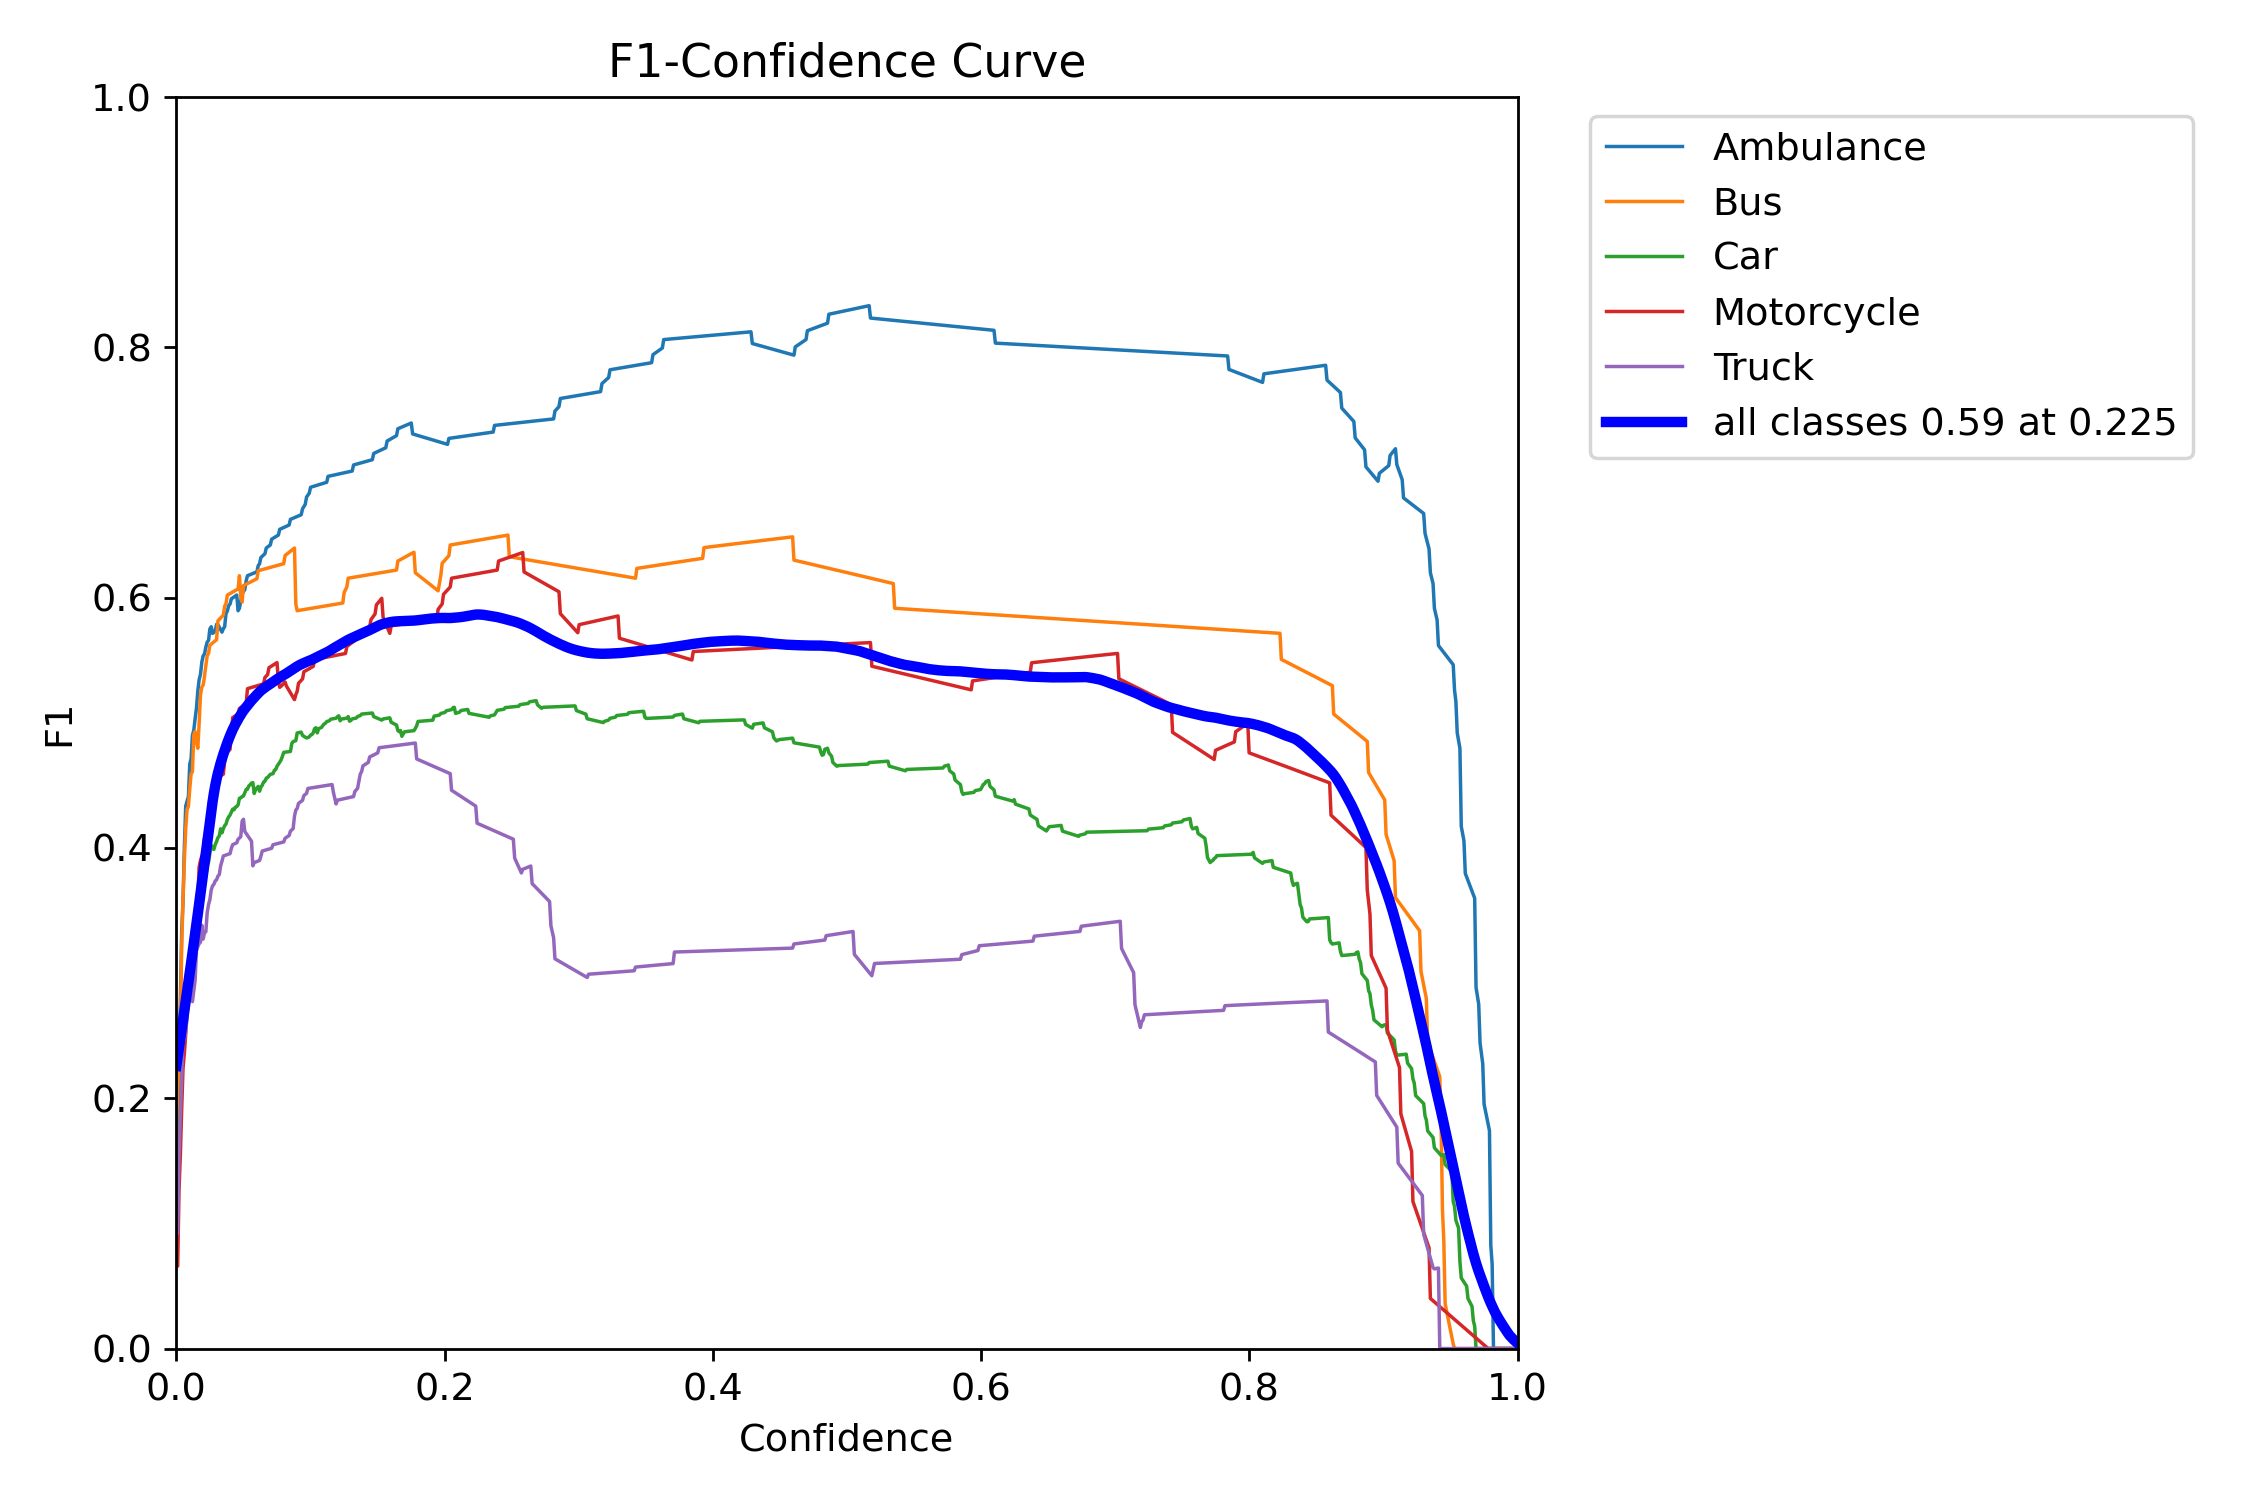 F1-Confidence Curve
1.0
0.8
0.6
0.4
0.2
0.0
F1
0.0 0.2 0.4 0.6 0.8 1.0
Confidence
Ambulance
Bus
Car
Motorcycle
Truck
all classes 0.59 at 0.225